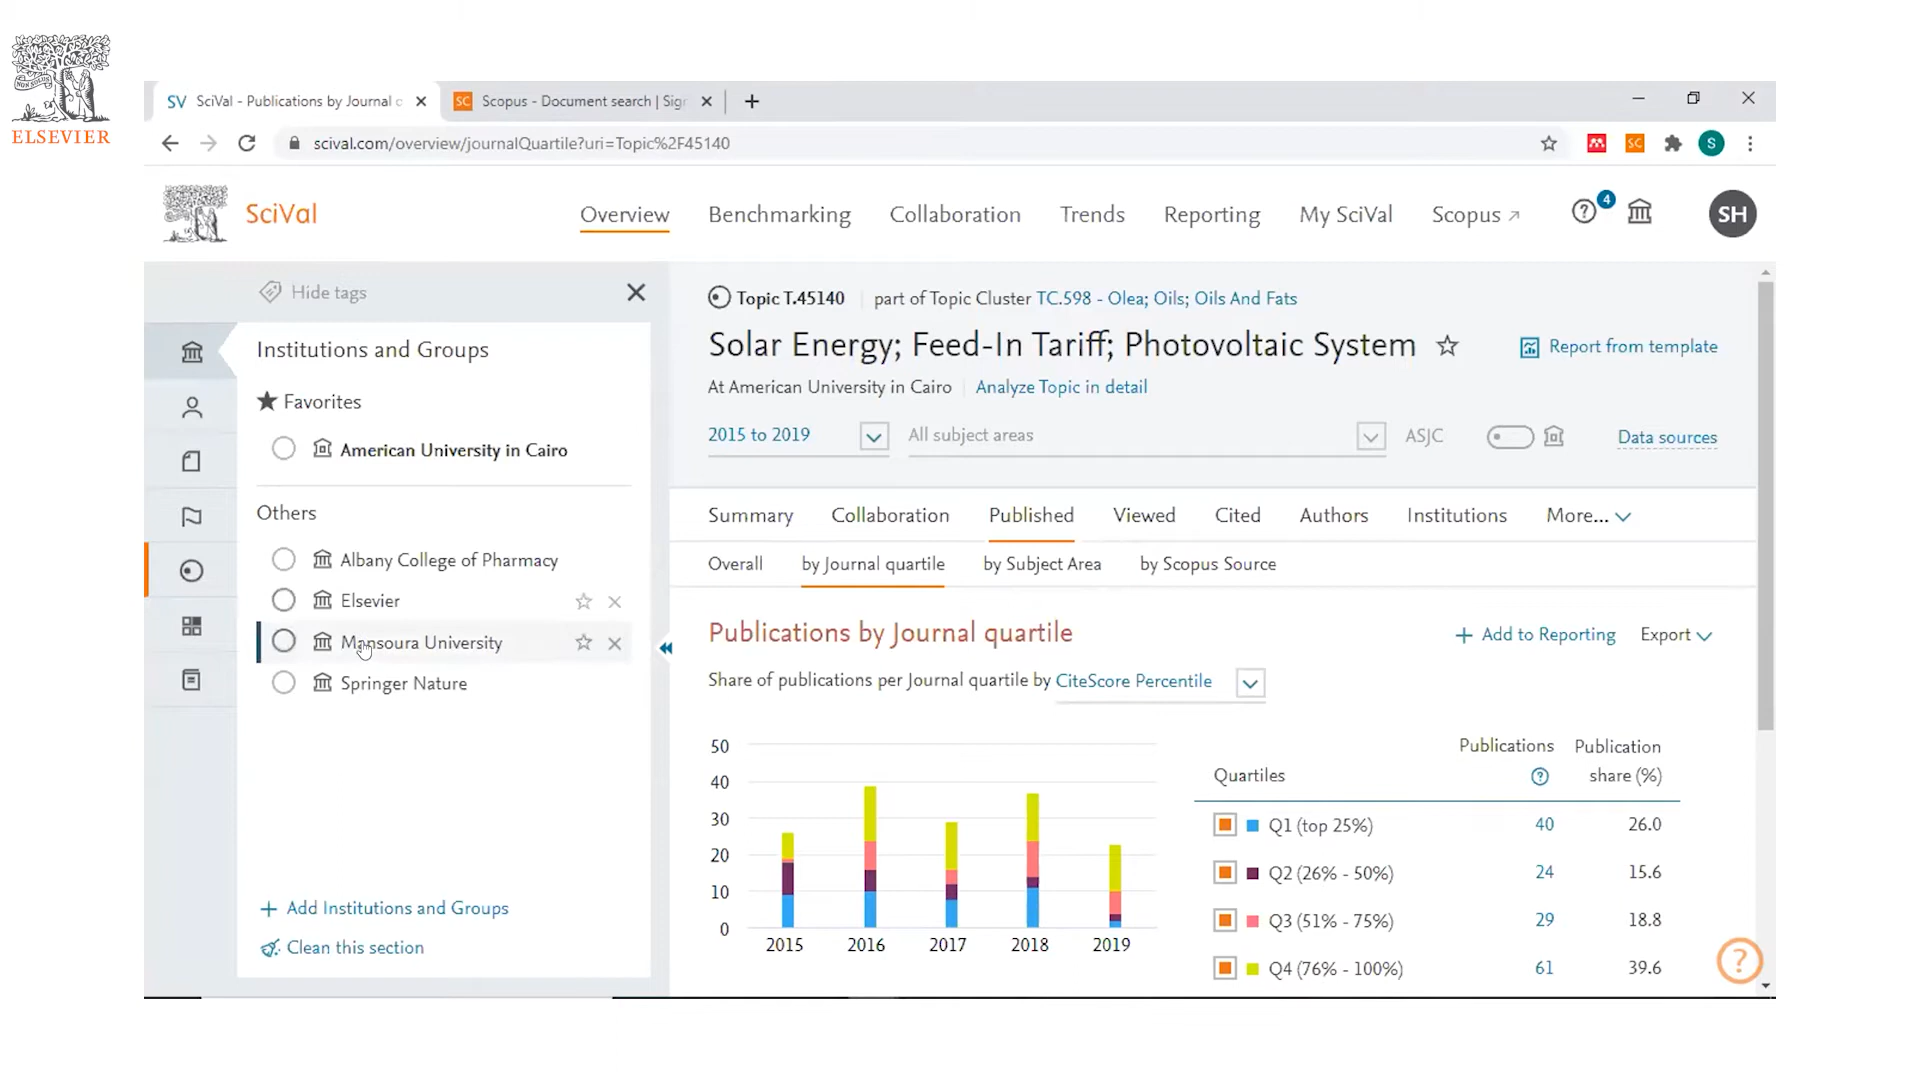 ELSEVIER
SV SciVal - Publications by Journal
SC Scopus - Document search | Sign
scival.com/overview/journalQuartile?uri=Topic%2F45140
SC
S
SciVal
Overview
Benchmarking
Collaboration
Trends
Reporting
My SciVal
Scopus
4
SH
Hide tags
Institutions and Groups
Favorites
American University in Cairo
Others
Albany College of Pharmacy
Elsevier
Mansoura University
Springer Nature
+ Add Institutions and Groups
Clean this section
Topic T.45140 part of Topic Cluster TC.598 - Olea; Oils; Oils And Fats
Solar Energy; Feed-In Tariff; Photovoltaic System
Report from template
At American University in Cairo Analyze Topic in detail
2015 to 2019
All subject areas
ASJC
Data sources
Summary
Collaboration
Published
Viewed
Cited
Authors
Institutions
More...
Overall
by Journal quartile
by Subject Area
by Scopus Source
Publications by Journal quartile
+ Add to Reporting
Export
Share of publications per Journal quartile by CiteScore Percentile
50
40
30
20
10
0
2015 2016 2017 2018 2019
Quartiles Publications ? Publication share (%)
Q1 (top 25%) 40 26.0
Q2 (26% - 50%) 24 15.6
Q3 (51% - 75%) 29 18.8
Q4 (76% - 100%) 61 39.6
?